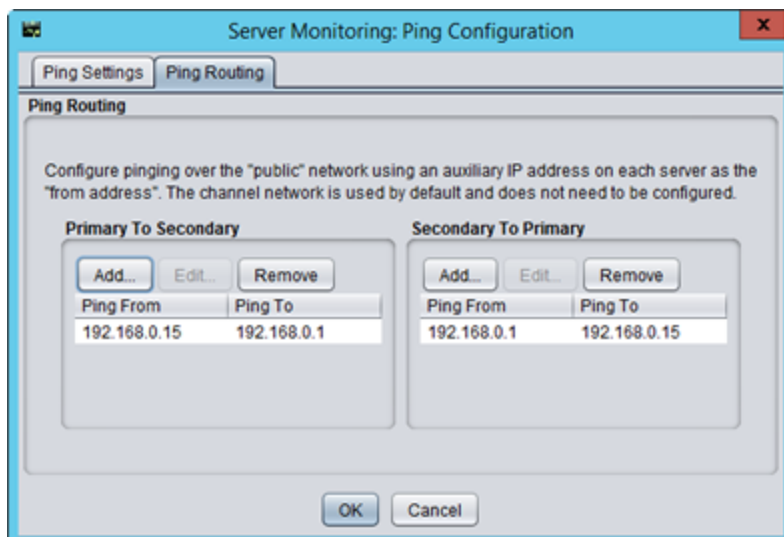 Server Monitoring: Ping Configuration
x
Ping Settings Ping Routing
Ping Routing
Configure pinging over the "public" network using an auxiliary IP address on each server as the
"from address". The channel network is used by default and does not need to be configured.
Primary To Secondary
Add... Edit... Remove
Ping From Ping To
192.168.0.15 192.168.0.1
Secondary To Primary
Add... Edit... Remove
Ping From Ping To
192.168.0.1 192.168.0.15
OK Cancel